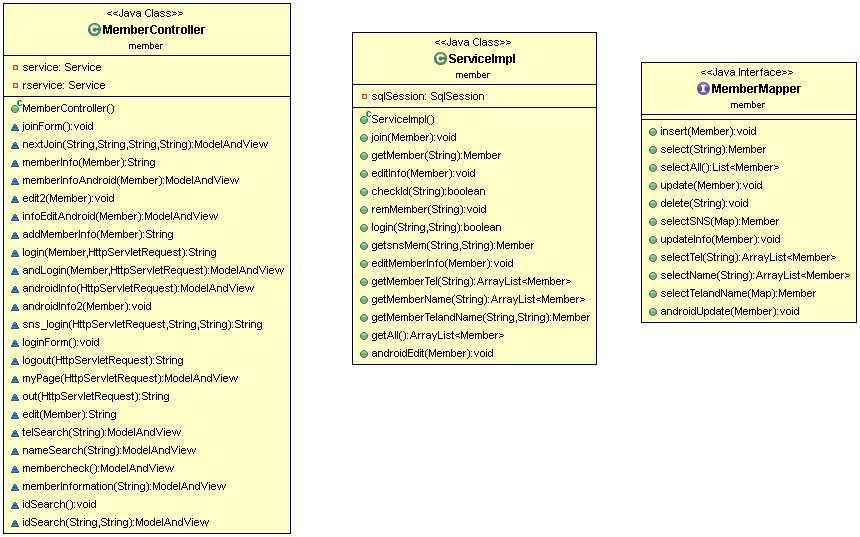 <<Java Class>>
MemberController
member
service: Service
rservice: Service
MemberController()
joinForm():void
nextJoin(String,String,String,String):ModelAndView
memberInfo(Member):String
memberInfoAndroid(Member):ModelAndView
edit2(Member):void
infoEditAndroid(Member):ModelAndView
addMemberInfo(Member):String
login(Member,HttpServletRequest):String
andLogin(Member,HttpServletRequest):ModelAndView
androidInfo(HttpServletRequest):ModelAndView
androidInfo2(Member):void
sns_login(HttpServletRequest,String,String):String
loginForm():void
logout(HttpServletRequest):String
myPage(HttpServletRequest):ModelAndView
out(HttpServletRequest):String
edit(Member):String
telSearch(String):ModelAndView
nameSearch(String):ModelAndView
membercheck():ModelAndView
memberInformation(String):ModelAndView
idSearch():void
idSearch(String,String):ModelAndView
<<Java Class>>
ServiceImpl
member
sqlSession: SqlSession
ServiceImpl()
join(Member):void
getMember(String):Member
editInfo(Member):void
checkId(String):boolean
remMember(String):void
login(String,String):boolean
getsnsMem(String,String):Member
editMemberInfo(Member):void
getMemberTel(String):ArrayList<Member>
getMemberName(String):ArrayList<Member>
getMemberTelandName(String,String):Member
getAll():ArrayList<Member>
androidEdit(Member):void
<<Java Interface>>
MemberMapper
member
insert(Member):void
select(String):Member
selectAll():List<Member>
update(Member):void
delete(String):void
selectSNS(Map):Member
updateInfo(Member):void
selectTel(String):ArrayList<Member>
selectName(String):ArrayList<Member>
selectTelandName(Map):Member
androidUpdate(Member):void